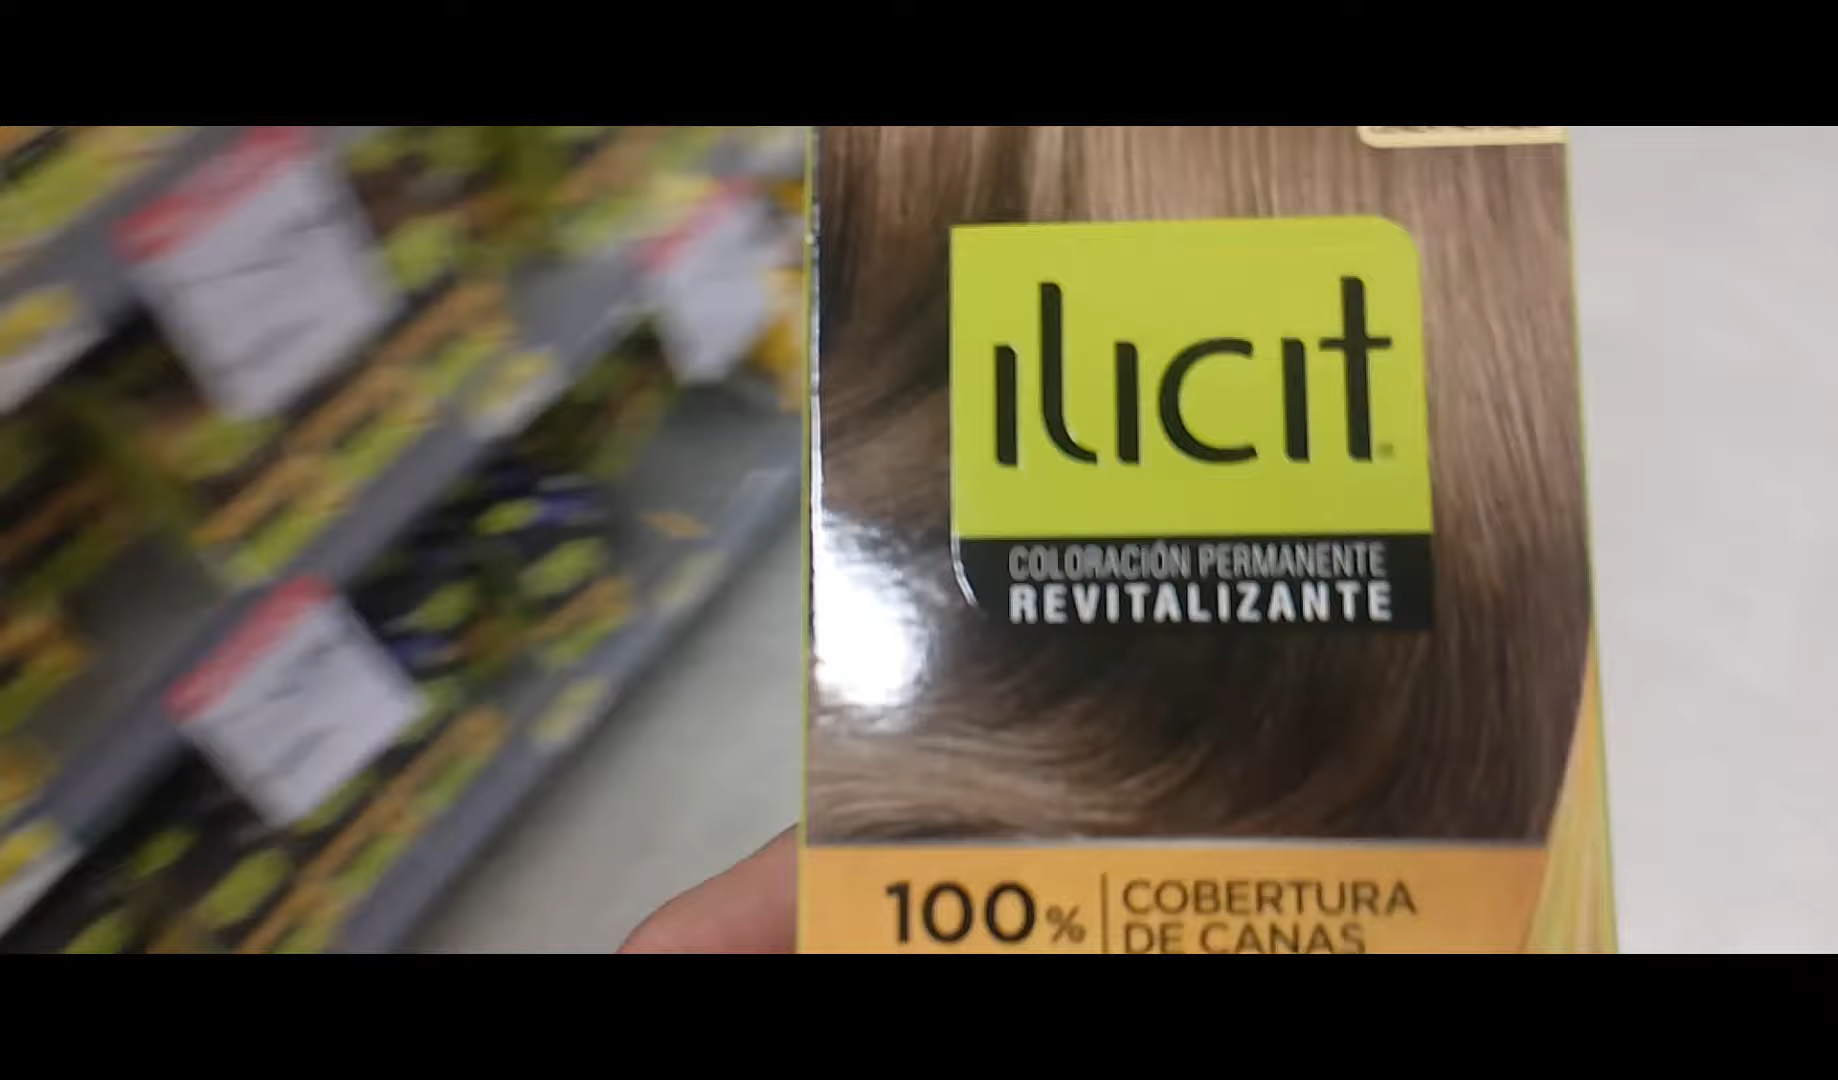 ilicit
COLORACIÓN PERMANENTE
REVITALIZANTE
100% COBERTURA
DE CANAS